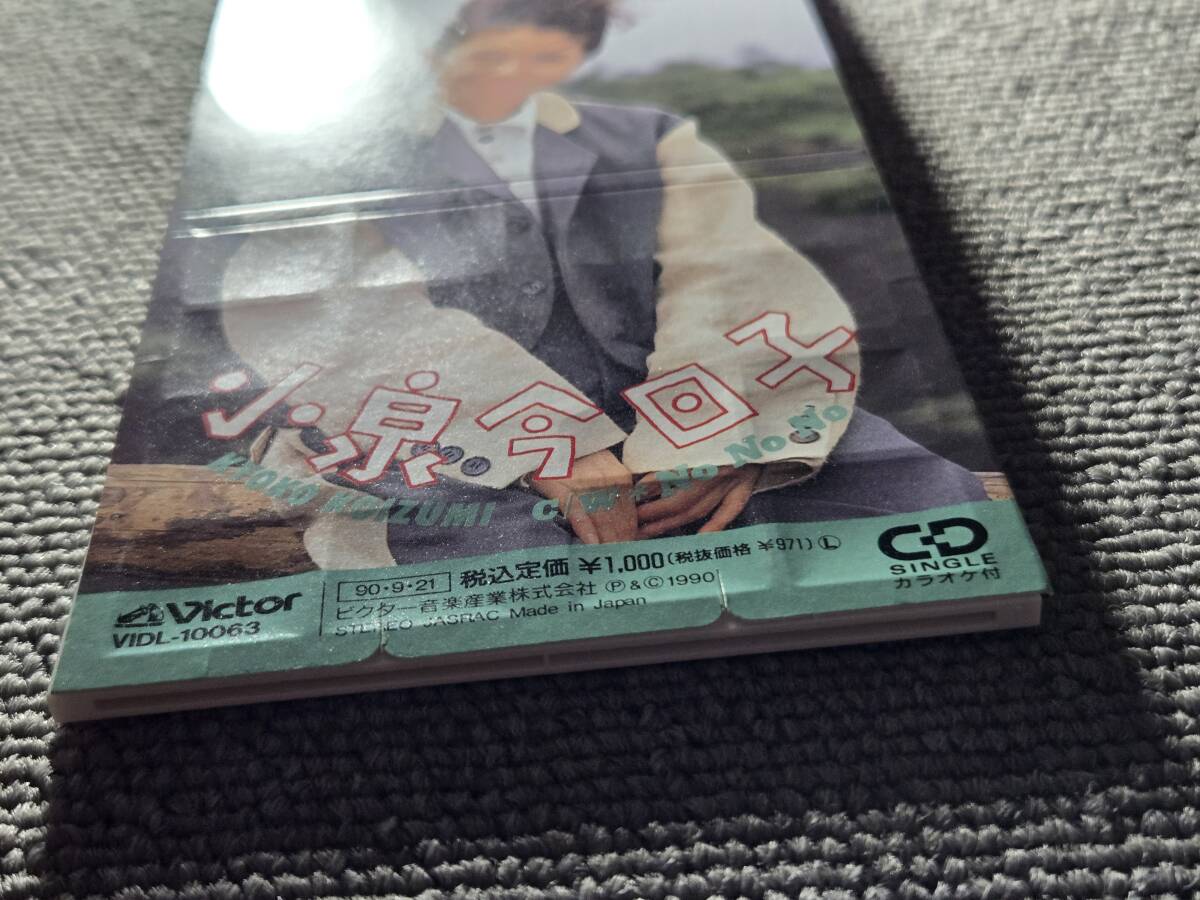 小泉今日子
KYOKO KOIZUMI c/w・No No No
Victor
VIDL-10063
90・9・21 税込定価 ¥1,000(税抜価格 ¥971) Ⓛ
ビクター音楽産業株式会社 Ⓟ&Ⓒ1990
STEREO JASRAC Made in Japan
CD
SINGLE
カラオケ付